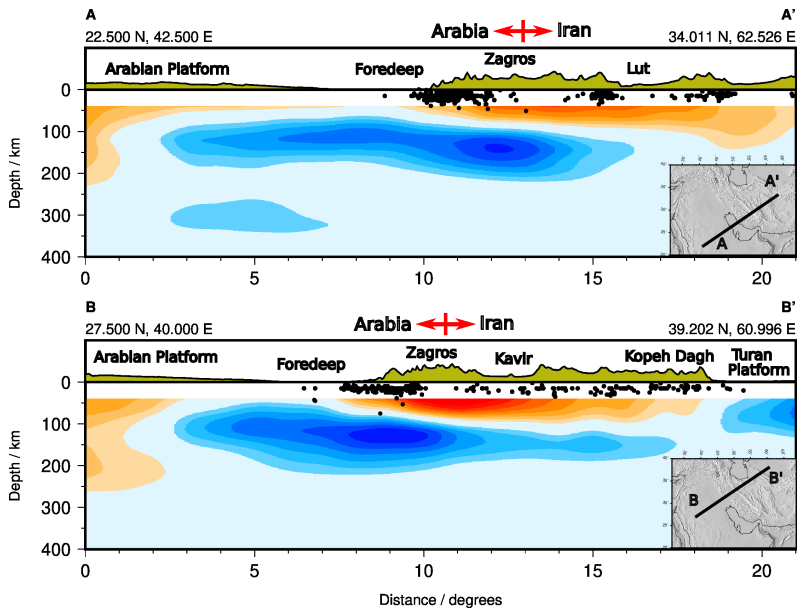 A
A’
Arabia
Iran
22.500 N, 42.500 E
34.011 N, 62.526 E
Zagros
Arabian Platform
Foredeep
Lut
0
100
200
300
400
Depth / km
A
A'
0
5
10
15
20
B
B’
Arabia
Iran
27.500 N, 40.000 E
39.202 N, 60.996 E
Arabian Platform
Foredeep
Zagros
Kavir
Kopeh Dagh
Turan
Platform
0
100
200
300
400
Depth / km
B
B'
0
5
10
15
20
Distance / degrees